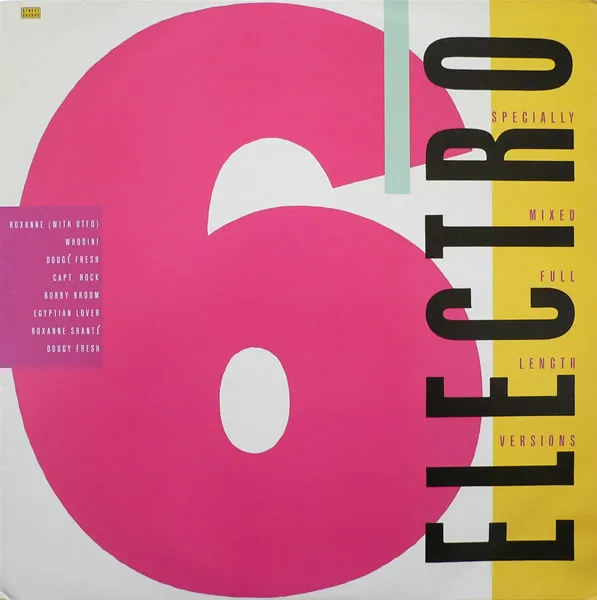 STREET
SOUNDS
6
ELECTRO
SPECIALLY
MIXED
FULL
LENGTH
VERSIONS
ROXANNE (WITH UTFO)
WHODINI
DOUGÉ FRESH
CAPT. ROCK
BOBBY BROOM
EGYPTIAN LOVER
ROXANNE SHANTÉ
DOUGY FRESH